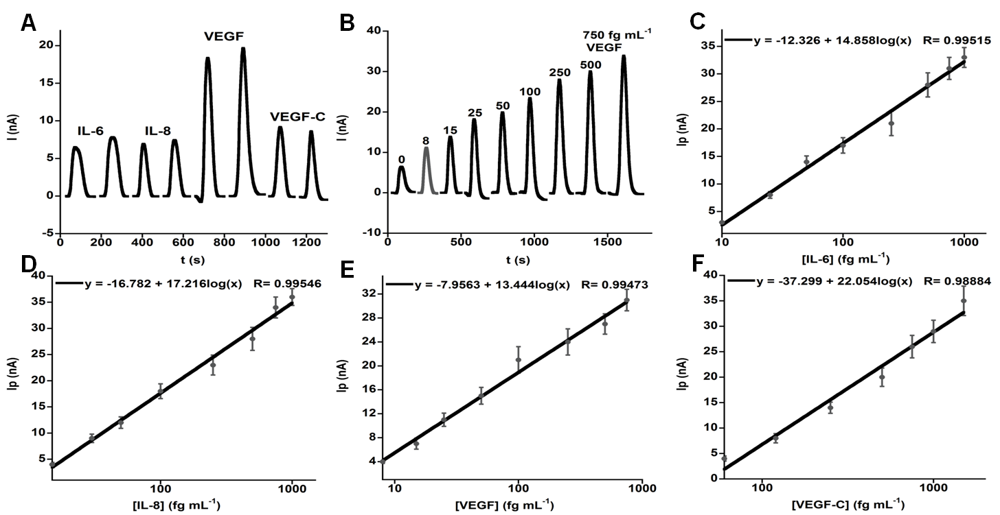 A
VEGF
IL-6
IL-8
VEGF-C
I (nA)
20
15
10
5
0
-5
0 200 400 600 800 1000 1200
t (s)
B
750 fg mL⁻¹
VEGF
0 8 15 25 50 100 250 500
I (nA)
40
30
20
10
0
-10
0 500 1000 1500
t (s)
C
y = -12.326 + 14.858log(x) R= 0.99515
Ip (nA)
35
30
25
20
15
10
5
10 100 1000
[IL-6] (fg mL⁻¹)
D
y = -16.782 + 17.216log(x) R= 0.99546
Ip (nA)
40
35
30
25
20
15
10
5
100 1000
[IL-8] (fg mL⁻¹)
E
y = -7.9563 + 13.444log(x) R= 0.99473
Ip (nA)
32
28
24
20
16
12
8
4
10 100 1000
[VEGF] (fg mL⁻¹)
F
y = -37.299 + 22.054log(x) R= 0.98884
Ip (nA)
40
35
30
25
20
15
10
5
0
100 1000
[VEGF-C] (fg mL⁻¹)